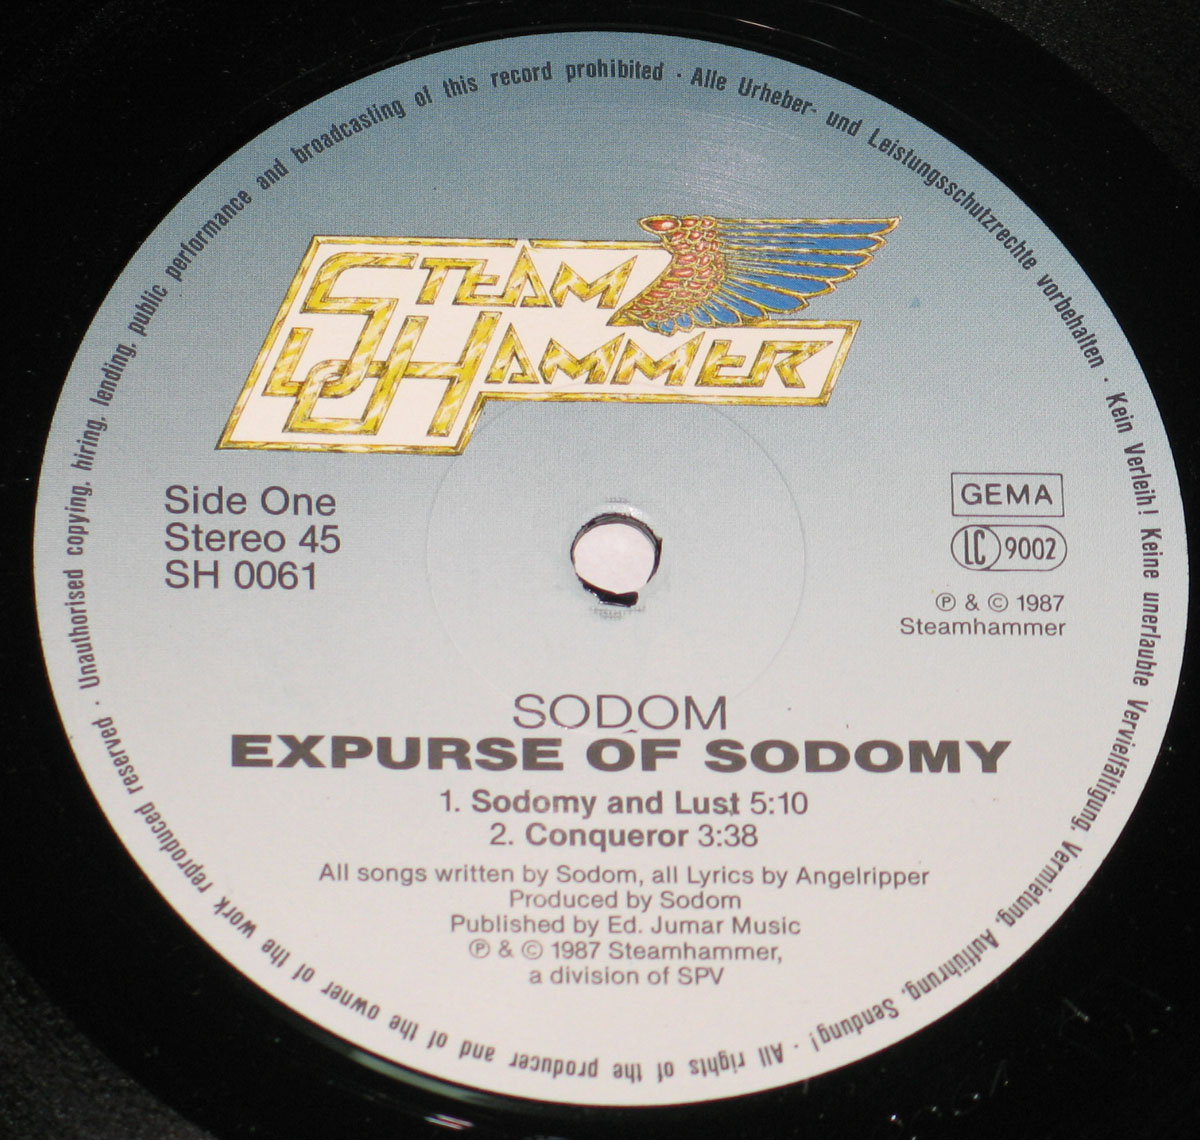 STEAM
HAMMER
Side One
Stereo 45
SH 0061
GEMA
LC 9002
℗ & © 1987
Steamhammer
SODOM
EXPURSE OF SODOMY
1. Sodomy and Lust 5:10
2. Conqueror 3:38
All songs written by Sodom, all Lyrics by Angelripper
Produced by Sodom
Published by Ed. Jumar Music
℗ & © 1987 Steamhammer,
a division of SPV
All rights of the producer and of the owner of the work reproduced reserved · Unauthorised copying, hiring, lending, public performance and broadcasting of this record prohibited · Alle Urheber- und Leistungsschutzrechte vorbehalten · Kein Verleih! Keine unerlaubte Vervielfältigung, Vermietung, Aufführung, Sendung! ·